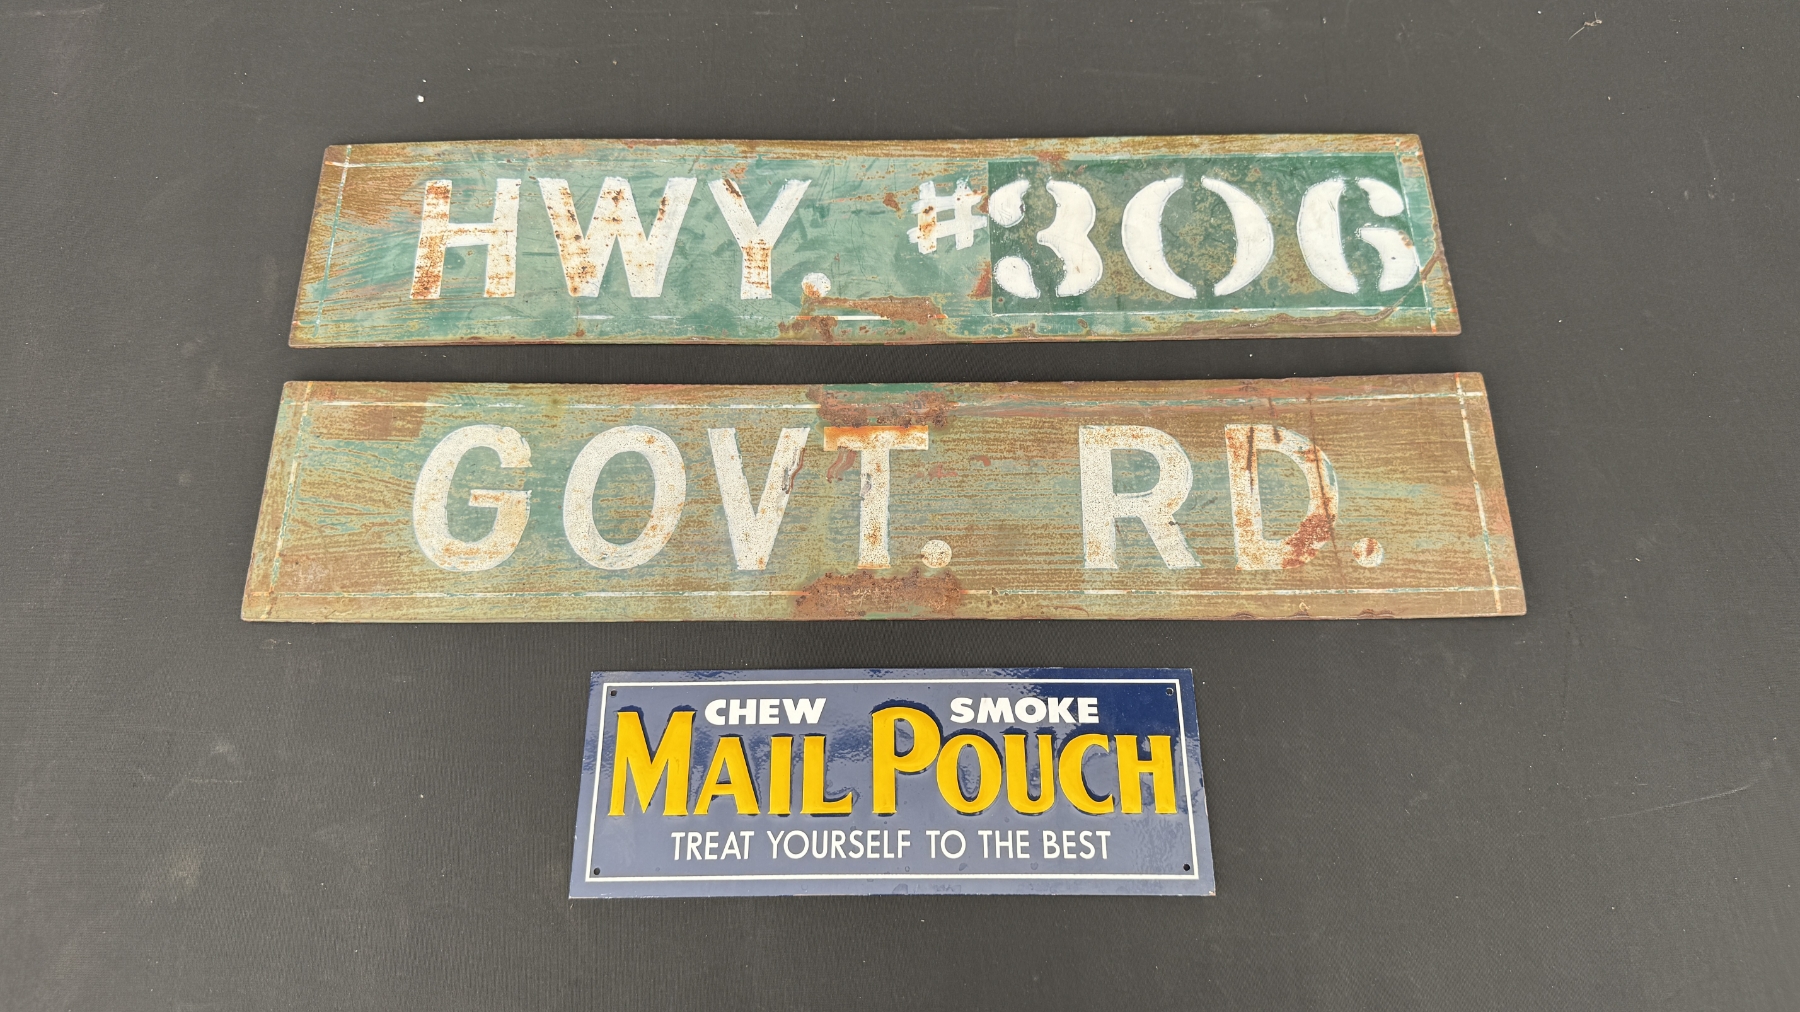 HWY. #306
GOVT. RD.
CHEW SMOKE
MAIL POUCH
TREAT YOURSELF TO THE BEST